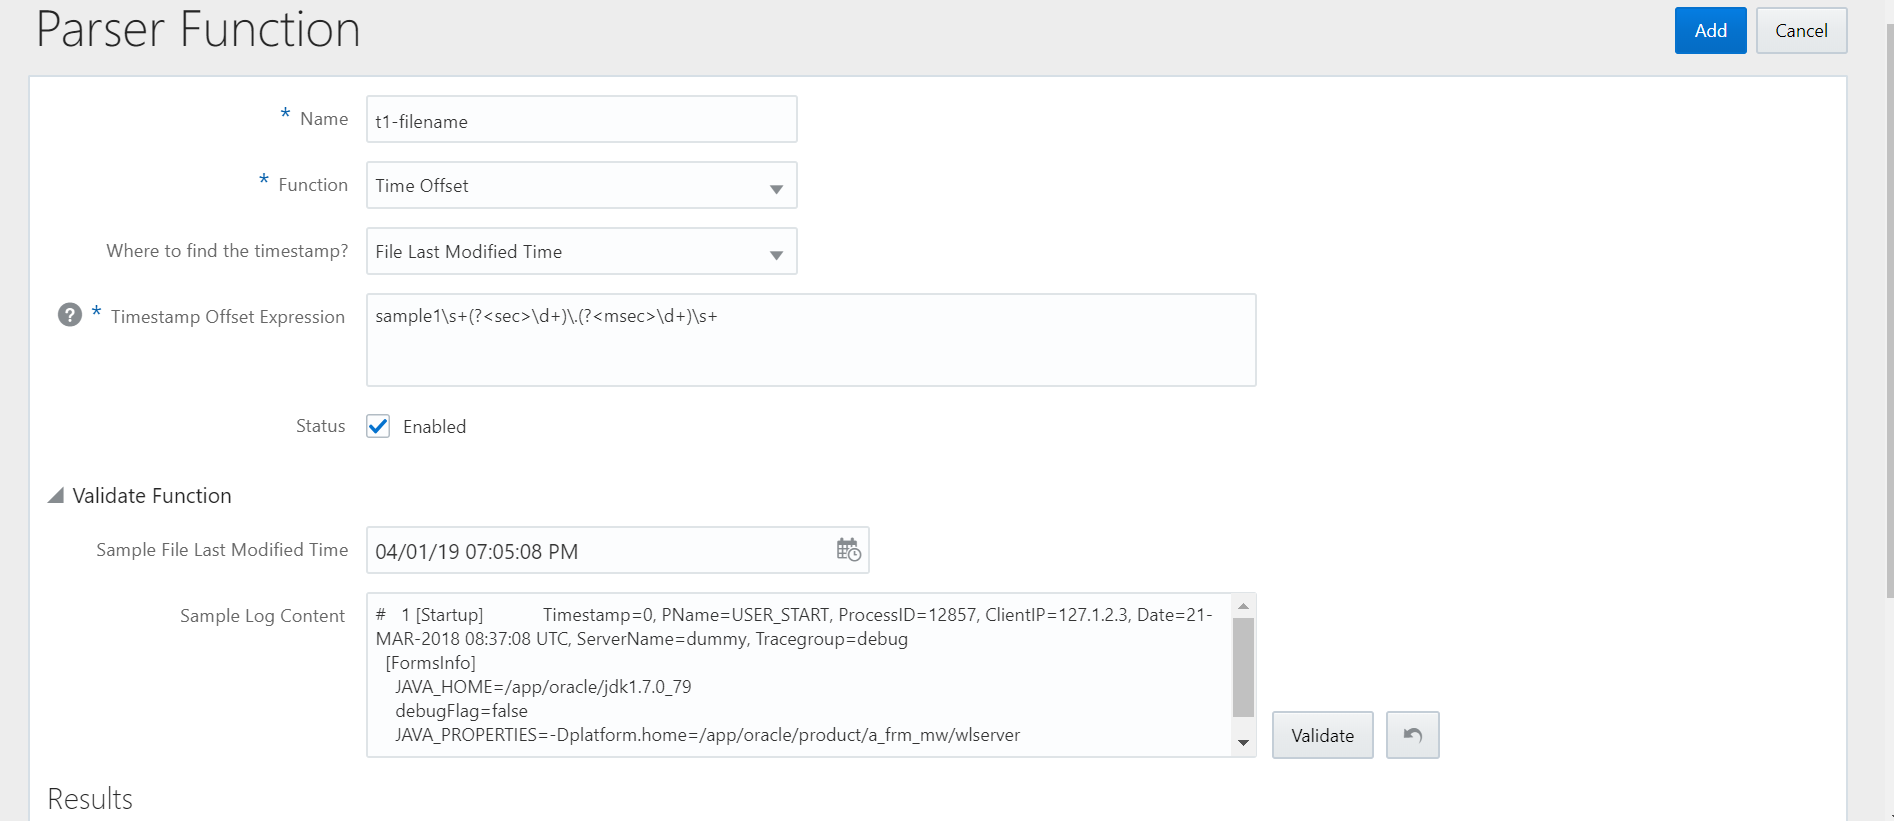 Parser Function
Add
Cancel
* Name
t1-filename
* Function
Time Offset
Where to find the timestamp?
File Last Modified Time
? * Timestamp Offset Expression
sample1\s+(?<sec>\d+)\.(?<msec>\d+)\s+
Status
Enabled
Validate Function
Sample File Last Modified Time
04/01/19 07:05:08 PM
Sample Log Content
# 1 [Startup] Timestamp=0, PName=USER_START, ProcessID=12857, ClientIP=127.1.2.3, Date=21-
MAR-2018 08:37:08 UTC, ServerName=dummy, Tracegroup=debug
[FormsInfo]
JAVA_HOME=/app/oracle/jdk1.7.0_79
debugFlag=false
JAVA_PROPERTIES=-Dplatform.home=/app/oracle/product/a_frm_mw/wlserver
Validate
Results